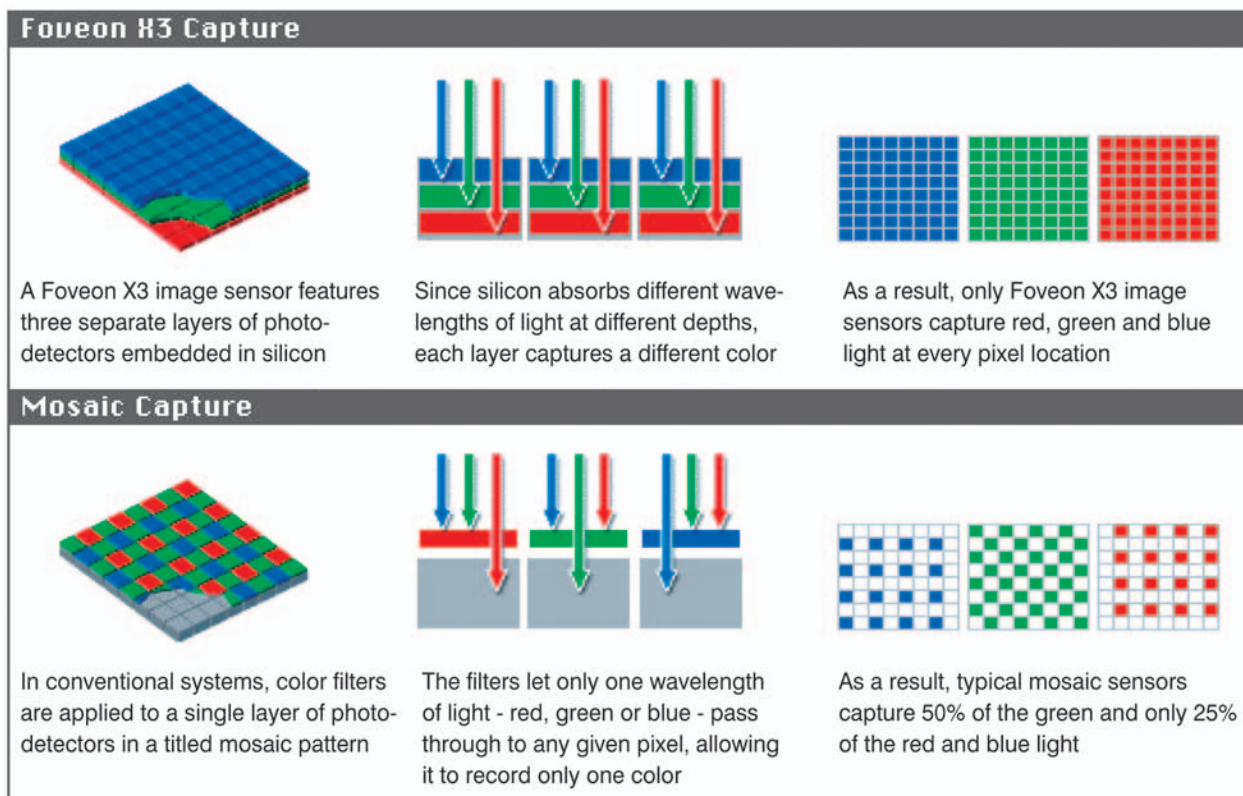 Foveon X3 Capture
A Foveon X3 image sensor features
three separate layers of photo-
detectors embedded in silicon
Since silicon absorbs different wave-
lengths of light at different depths,
each layer captures a different color
As a result, only Foveon X3 image
sensors capture red, green and blue
light at every pixel location
Mosaic Capture
In conventional systems, color filters
are applied to a single layer of photo-
detectors in a titled mosaic pattern
The filters let only one wavelength
of light - red, green or blue - pass
through to any given pixel, allowing
it to record only one color
As a result, typical mosaic sensors
capture 50% of the green and only 25%
of the red and blue light